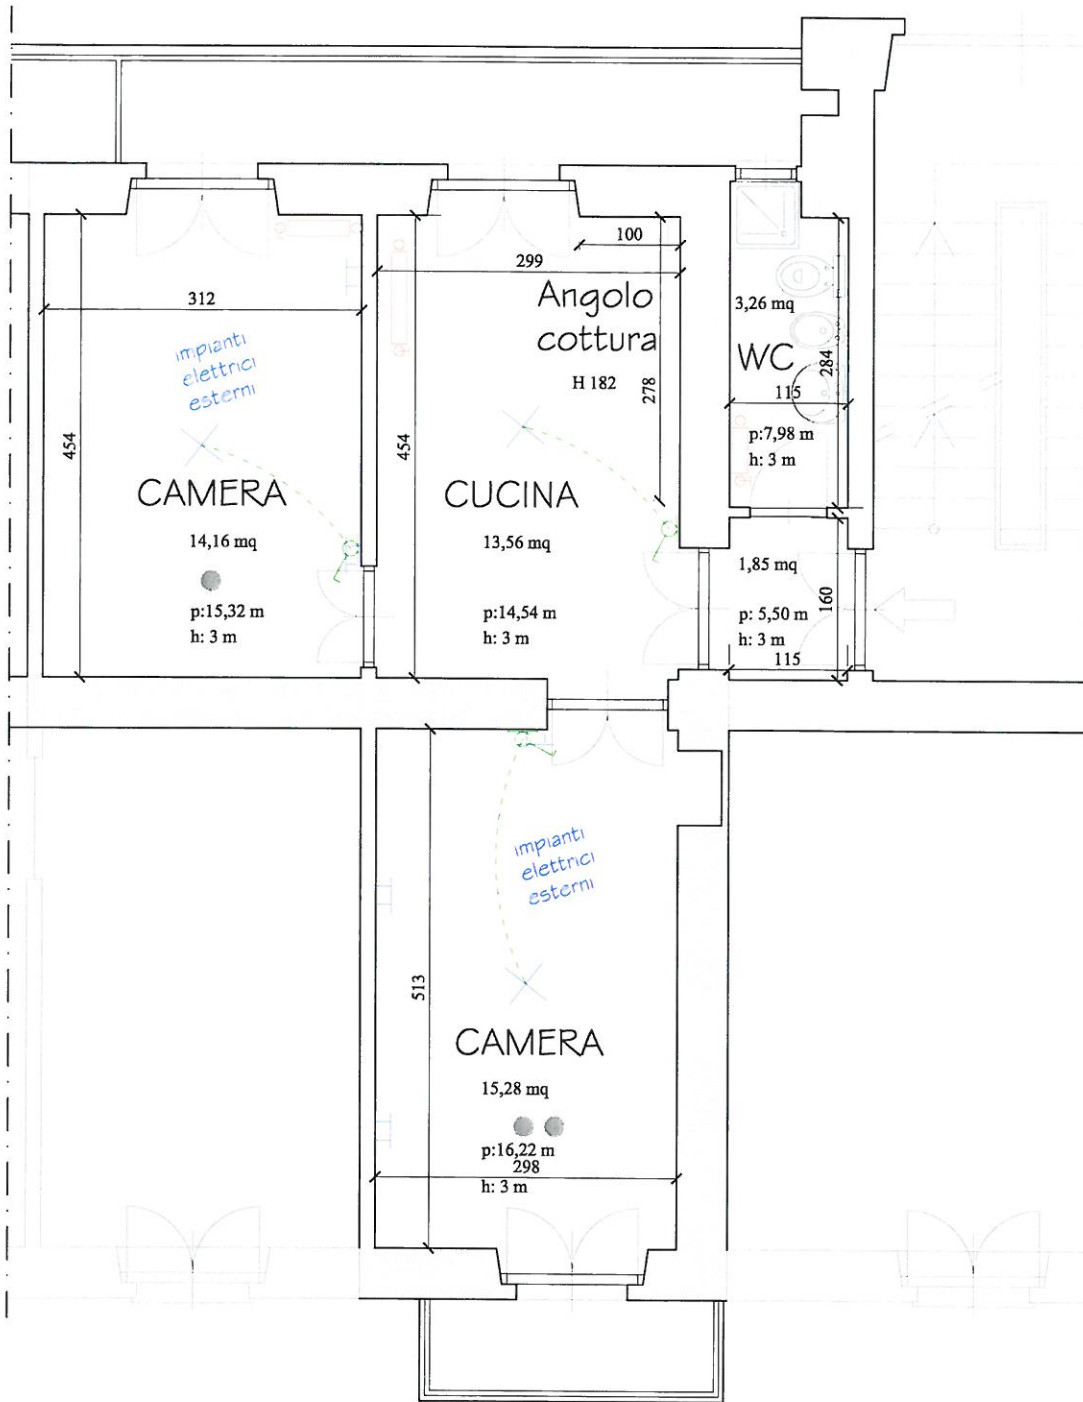 100
299
Angolo
cottura
H 182
278
312
impianti
elettrici
esterni
454
CAMERA
14,16 mq
p:15,32 m
h: 3 m
454
CUCINA
13,56 mq
p:14,54 m
h: 3 m
3,26 mq
WC
284
115
p:7,98 m
h: 3 m
1,85 mq
160
p: 5,50 m
h: 3 m
115
impianti
elettrici
esterni
513
CAMERA
15,28 mq
p:16,22 m
298
h: 3 m